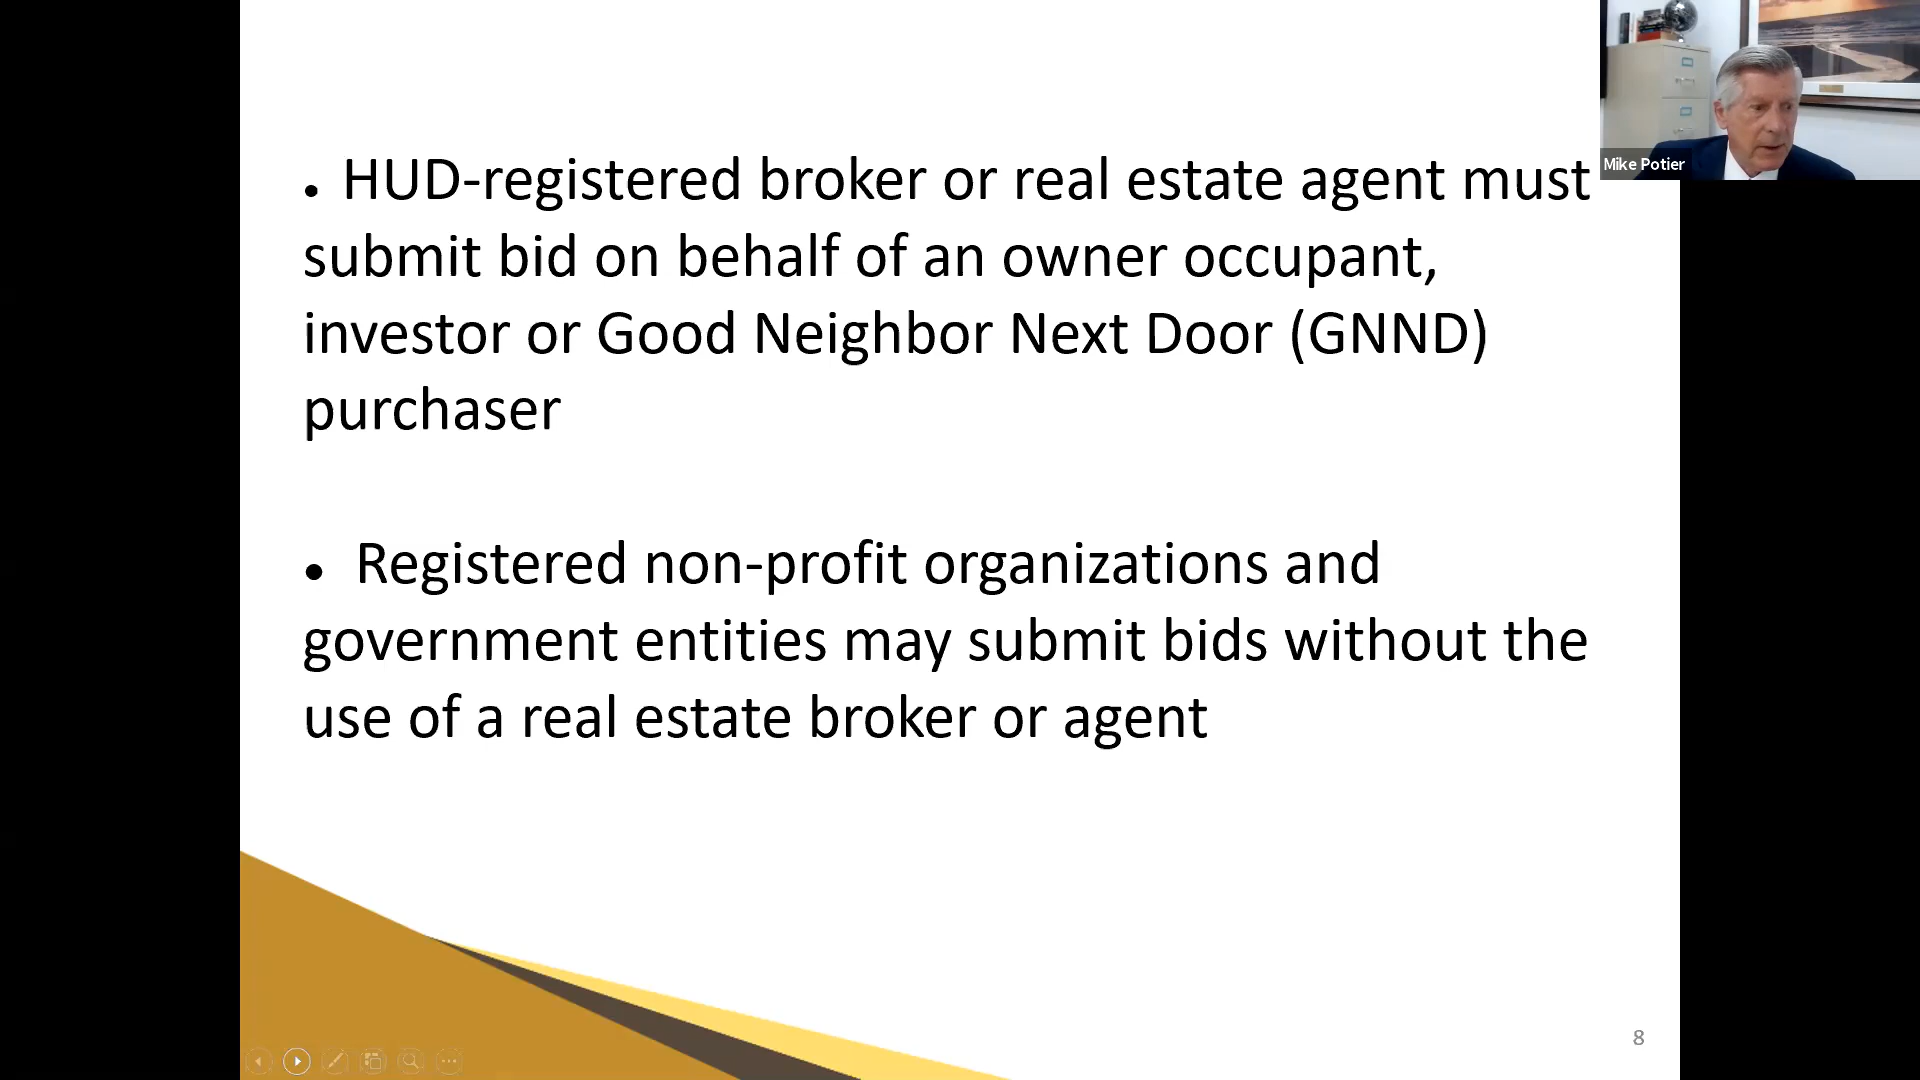 • HUD-registered broker or real estate agent must
submit bid on behalf of an owner occupant,
investor or Good Neighbor Next Door (GNND)
purchaser
• Registered non-profit organizations and
government entities may submit bids without the
use of a real estate broker or agent
Mike Potier
8